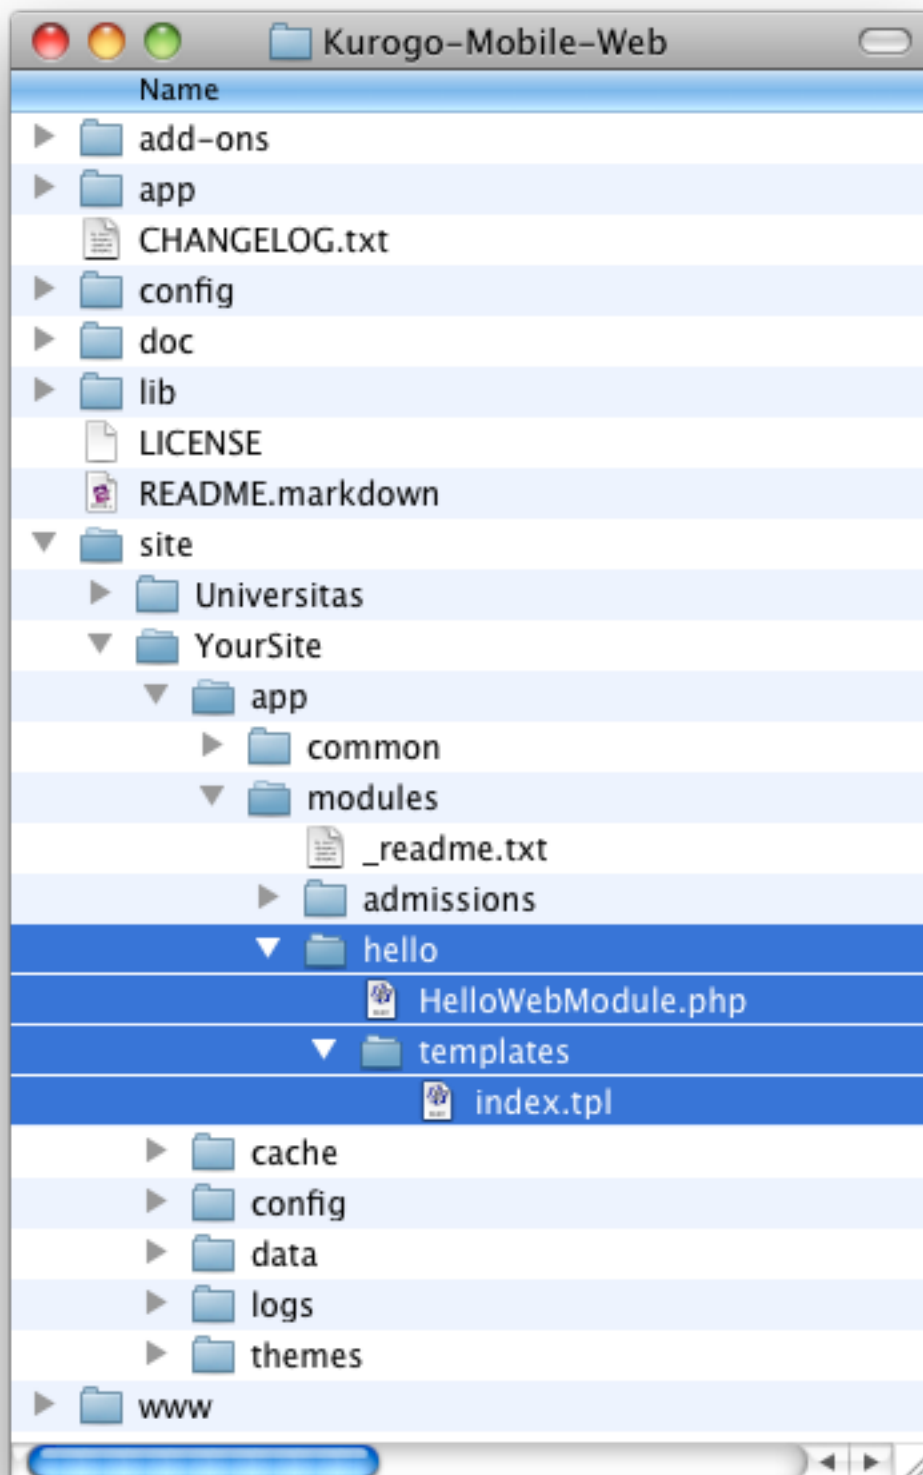 Kurogo-Mobile-Web
Name
add-ons
app
CHANGELOG.txt
config
doc
lib
LICENSE
README.markdown
site
Universitas
YourSite
app
common
modules
_readme.txt
admissions
hello
HelloWebModule.php
templates
index.tpl
cache
config
data
logs
themes
www